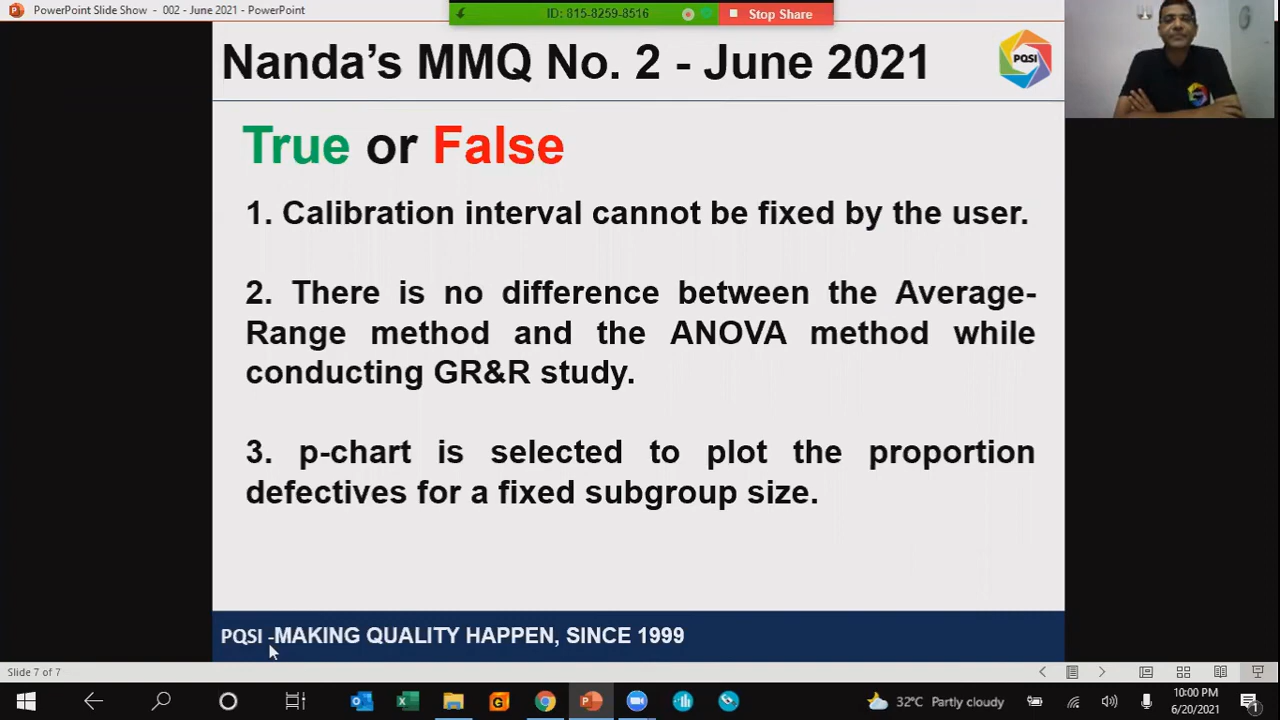 002 - June 2021 - PowerPoint
PowerPoint Slide Show -
ID: 815-8259-8516
Stop Share
Nanda's MMQ No. 2 - June 2021
PQSI
True or False
1. Calibration interval cannot be fixed by the user.
2. There is no difference between the Average-
Range method and the ANOVA method while
conducting GR&R study.
3. p-chart is selected to plot the proportion
defectives for a fixed subgroup size.
PQSI -MAKING QUALITY HAPPEN, SINCE 1999
Slide 7 of 7
32°C Partly cloudy
10:00 PM
6/20/2021